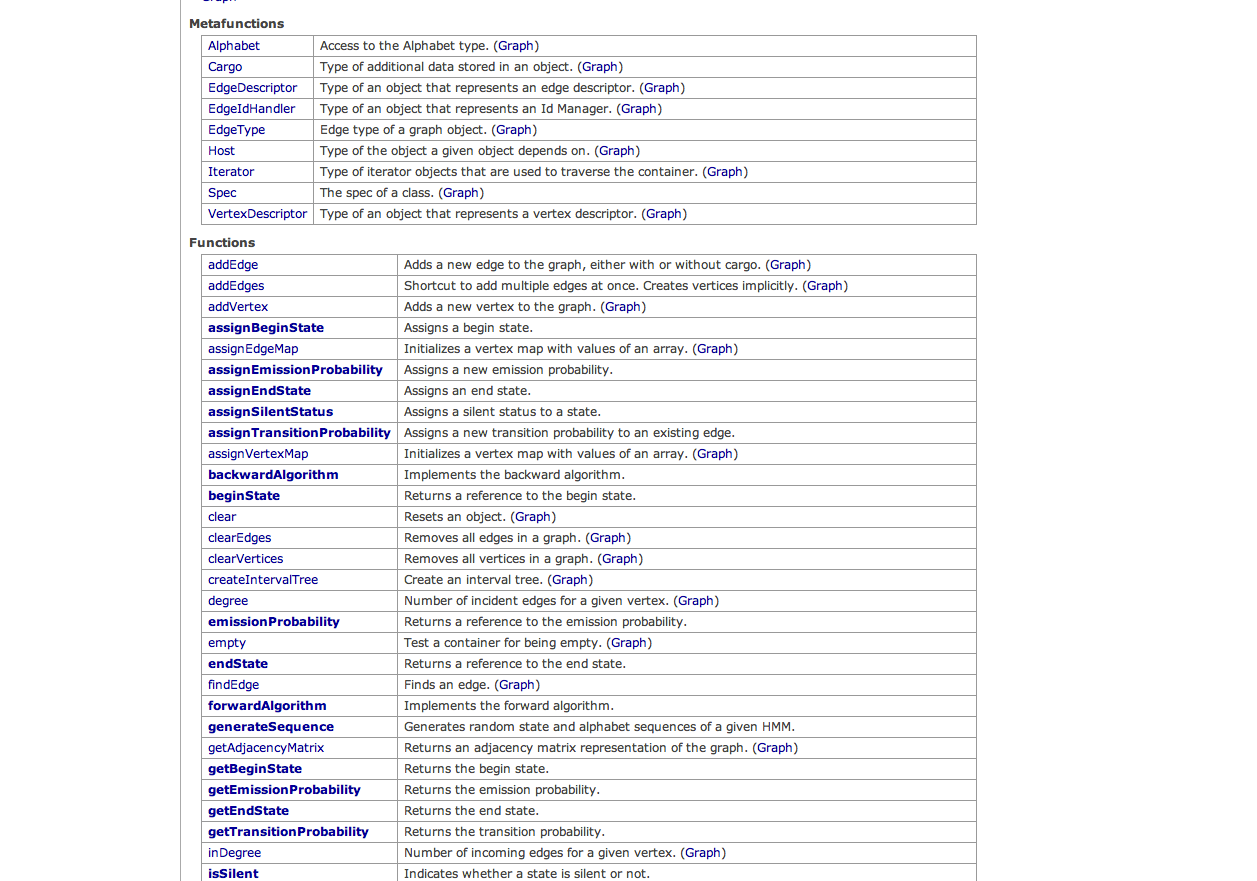 Graph
Metafunctions
Alphabet Access to the Alphabet type. (Graph)
Cargo Type of additional data stored in an object. (Graph)
EdgeDescriptor Type of an object that represents an edge descriptor. (Graph)
EdgeIdHandler Type of an object that represents an Id Manager. (Graph)
EdgeType Edge type of a graph object. (Graph)
Host Type of the object a given object depends on. (Graph)
Iterator Type of iterator objects that are used to traverse the container. (Graph)
Spec The spec of a class. (Graph)
VertexDescriptor Type of an object that represents a vertex descriptor. (Graph)
Functions
addEdge Adds a new edge to the graph, either with or without cargo. (Graph)
addEdges Shortcut to add multiple edges at once. Creates vertices implicitly. (Graph)
addVertex Adds a new vertex to the graph. (Graph)
assignBeginState Assigns a begin state.
assignEdgeMap Initializes a vertex map with values of an array. (Graph)
assignEmissionProbability Assigns a new emission probability.
assignEndState Assigns an end state.
assignSilentStatus Assigns a silent status to a state.
assignTransitionProbability Assigns a new transition probability to an existing edge.
assignVertexMap Initializes a vertex map with values of an array. (Graph)
backwardAlgorithm Implements the backward algorithm.
beginState Returns a reference to the begin state.
clear Resets an object. (Graph)
clearEdges Removes all edges in a graph. (Graph)
clearVertices Removes all vertices in a graph. (Graph)
createIntervalTree Create an interval tree. (Graph)
degree Number of incident edges for a given vertex. (Graph)
emissionProbability Returns a reference to the emission probability.
empty Test a container for being empty. (Graph)
endState Returns a reference to the end state.
findEdge Finds an edge. (Graph)
forwardAlgorithm Implements the forward algorithm.
generateSequence Generates random state and alphabet sequences of a given HMM.
getAdjacencyMatrix Returns an adjacency matrix representation of the graph. (Graph)
getBeginState Returns the begin state.
getEmissionProbability Returns the emission probability.
getEndState Returns the end state.
getTransitionProbability Returns the transition probability.
inDegree Number of incoming edges for a given vertex. (Graph)
isSilent Indicates whether a state is silent or not.